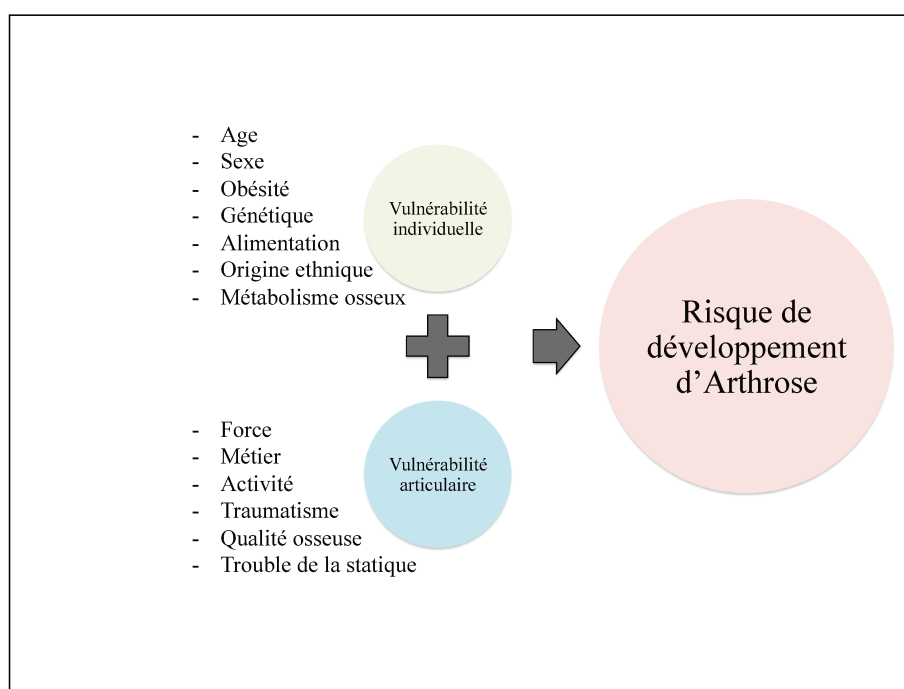 - Age
- Sexe
- Obésité
- Génétique
- Alimentation
- Origine ethnique
- Métabolisme osseux
Vulnérabilité
individuelle
- Force
- Métier
- Activité
- Traumatisme
- Qualité osseuse
- Trouble de la statique
Vulnérabilité
articulaire
Risque de
développement
d’Arthrose